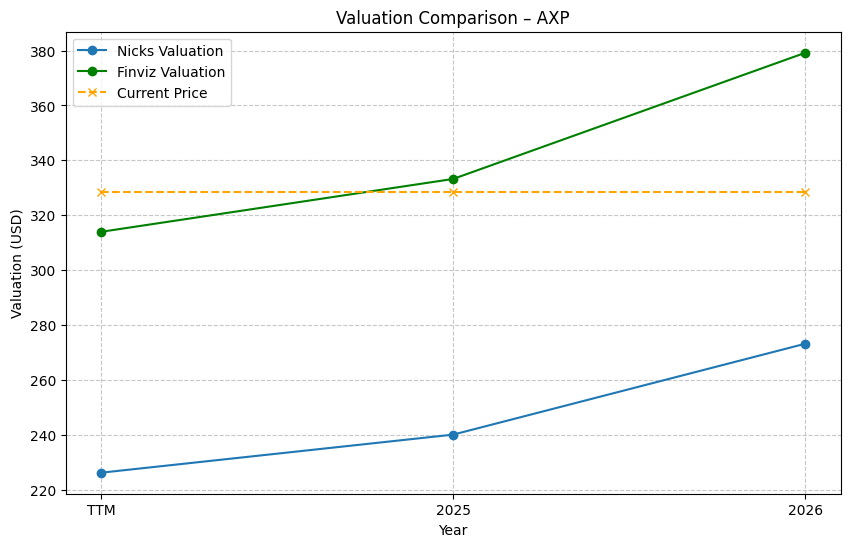 Valuation Comparison – AXP
Nicks Valuation
Finviz Valuation
Current Price
Valuation (USD)
380
360
340
320
300
280
260
240
220
TTM
2025
2026
Year